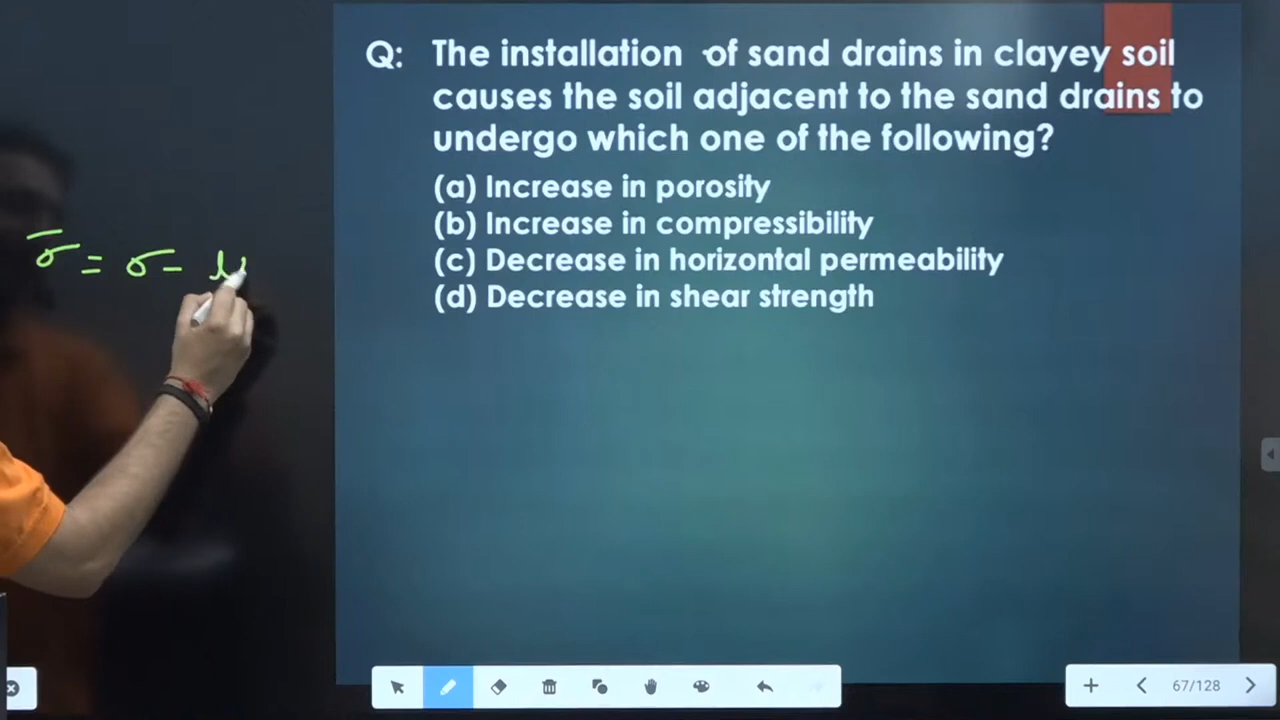 Q: The installation of sand drains in clayey soil
causes the soil adjacent to the sand drains to
undergo which one of the following?
(a) Increase in porosity
(b) Increase in compressibility
(c) Decrease in horizontal permeability
(d) Decrease in shear strength
σ̄ = σ - u
67/128